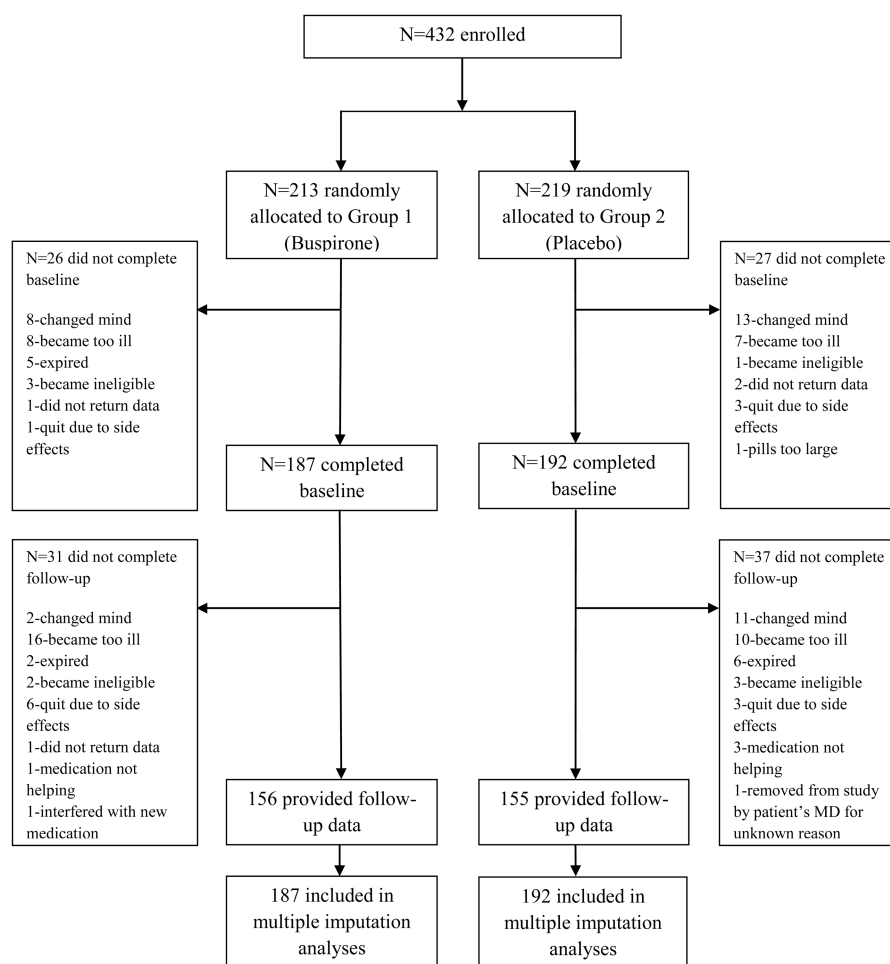 N=432 enrolled
N=213 randomly
allocated to Group 1
(Buspirone)
N=219 randomly
allocated to Group 2
(Placebo)
N=26 did not complete
baseline
8-changed mind
8-became too ill
5-expired
3-became ineligible
1-did not return data
1-quit due to side
effects
N=27 did not complete
baseline
13-changed mind
7-became too ill
1-became ineligible
2-did not return data
3-quit due to side
effects
1-pills too large
N=187 completed
baseline
N=192 completed
baseline
N=31 did not complete
follow-up
2-changed mind
16-became too ill
2-expired
2-became ineligible
6-quit due to side
effects
1-did not return data
1-medication not
helping
1-interfered with new
medication
N=37 did not complete
follow-up
11-changed mind
10-became too ill
6-expired
3-became ineligible
3-quit due to side
effects
3-medication not
helping
1-removed from study
by patient's MD for
unknown reason
156 provided follow-
up data
155 provided follow-
up data
187 included in
multiple imputation
analyses
192 included in
multiple imputation
analyses